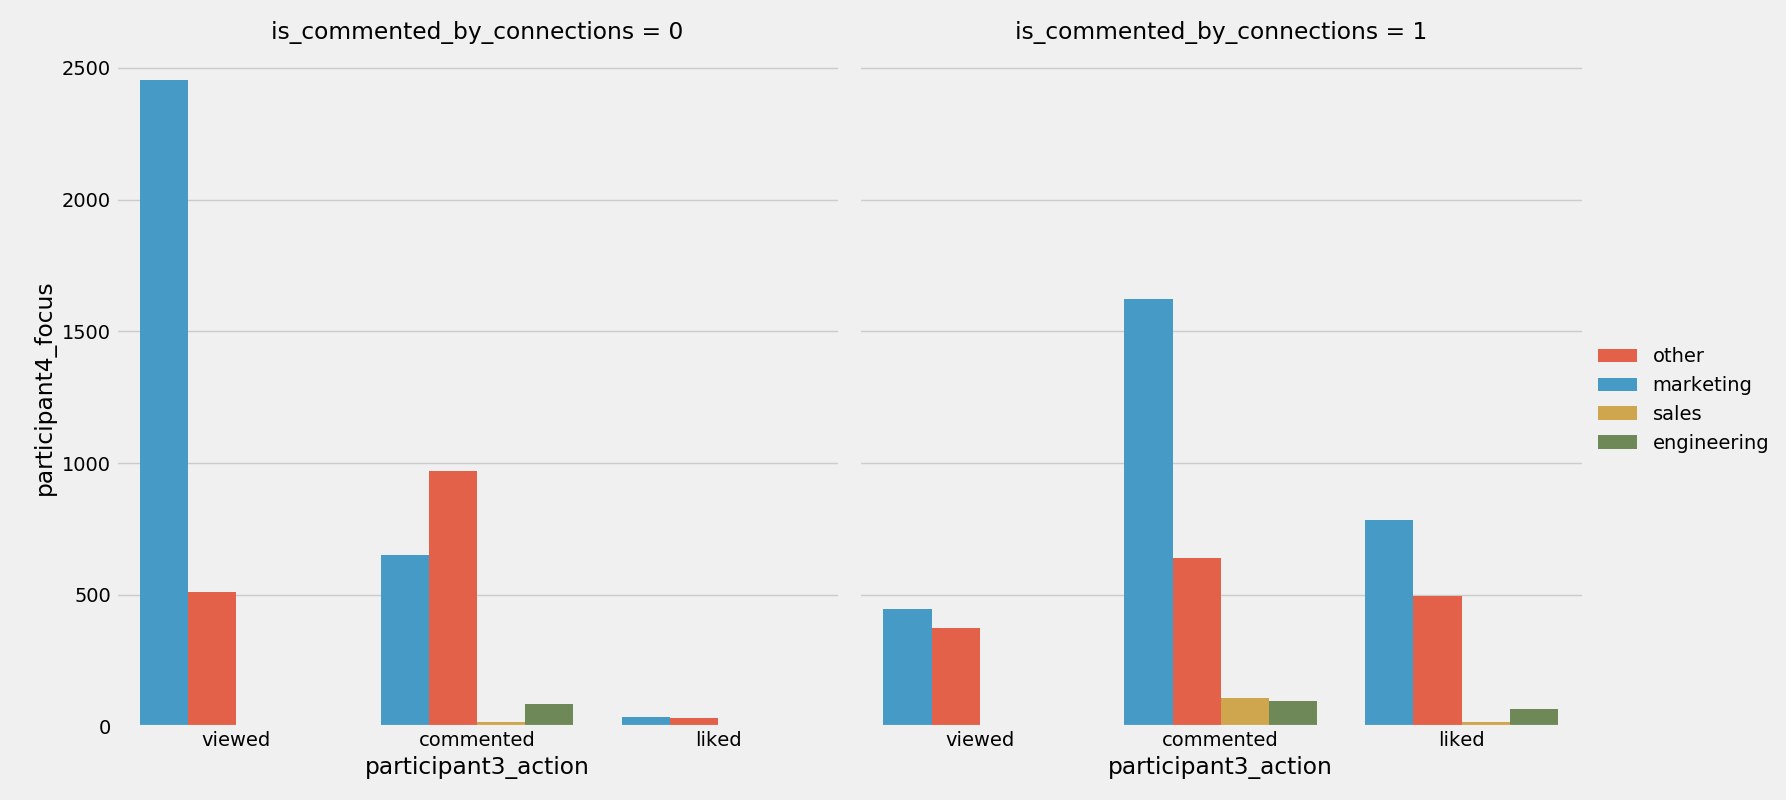 is_commented_by_connections = 0
is_commented_by_connections = 1
participant4_focus
2500
2000
1500
1000
500
0
viewed
commented
liked
participant3_action
viewed
commented
liked
participant3_action
other
marketing
sales
engineering